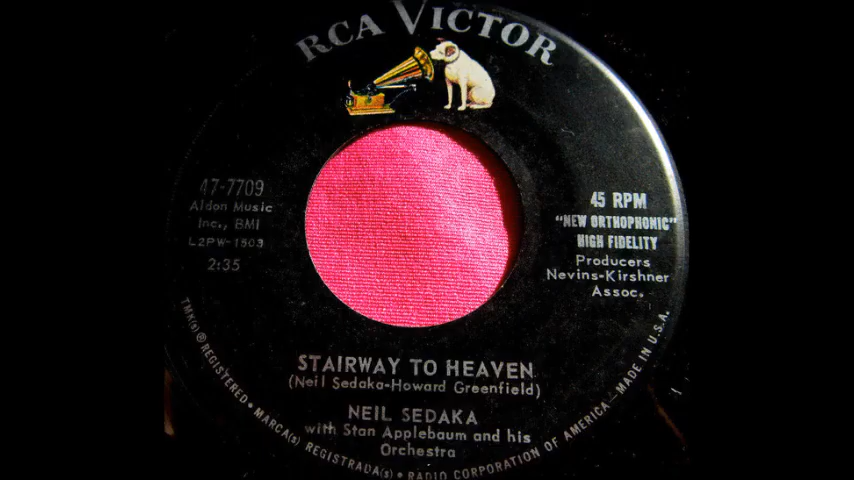 RCA VICTOR
47-7709
Aldon Music
Inc., BMI
L2PW-1503
2:35
45 RPM
"NEW ORTHOPHONIC"
HIGH FIDELITY
Producers
Nevins-Kirshner
Assoc.
STAIRWAY TO HEAVEN
(Neil Sedaka-Howard Greenfield)
NEIL SEDAKA
with Stan Applebaum and his
Orchestra
TMK(s) ® REGISTERED • MARCA(s) REGISTRADA(s) • RADIO CORPORATION OF AMERICA—MADE IN U.S.A.